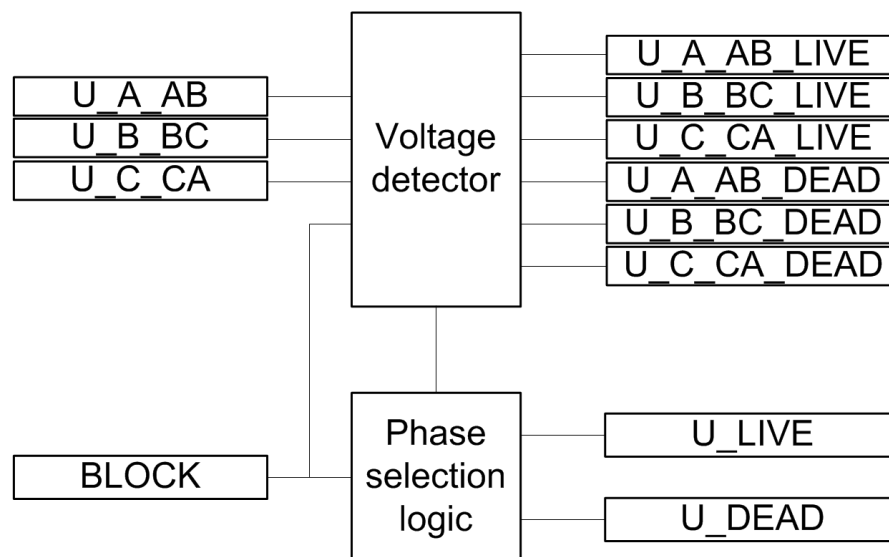 U_A_AB
U_B_BC
U_C_CA
BLOCK
Voltage
detector
Phase
selection
logic
U_A_AB_LIVE
U_B_BC_LIVE
U_C_CA_LIVE
U_A_AB_DEAD
U_B_BC_DEAD
U_C_CA_DEAD
U_LIVE
U_DEAD